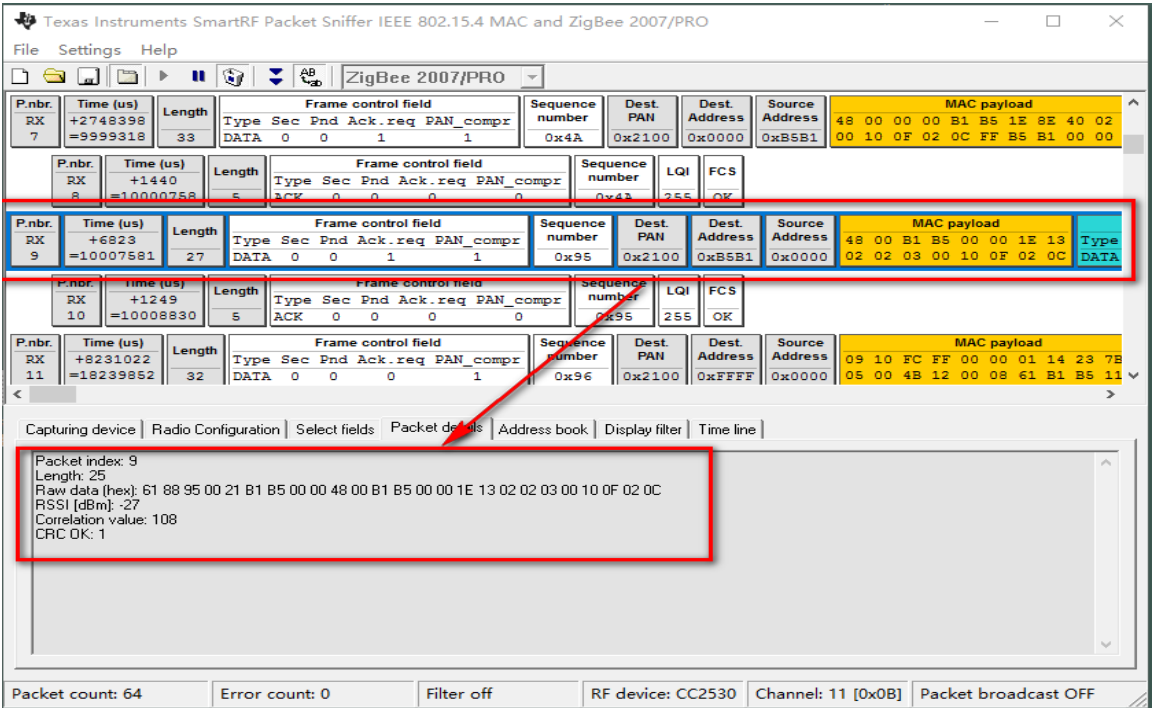 Texas Instruments SmartRF Packet Sniffer IEEE 802.15.4 MAC and ZigBee 2007/PRO
File Settings Help
ZigBee 2007/PRO
P.nbr. Time (us) Length Frame control field Sequence number Dest. PAN Dest. Address Source Address MAC payload
RX +2748398 Type Sec Pnd Ack.req PAN_compr 48 00 00 00 B1 B5 1E 8E 40 02
7 =9999318 33 DATA 0 0 1 1 0x4A 0x2100 0x0000 0xB5B1 00 10 0F 02 0C FF B5 B1 00 00
P.nbr. Time (us) Length Frame control field Sequence number LQI FCS
RX +1440 Type Sec Pnd Ack.req PAN_compr
8 =10000758 5 ACK 0 0 0 0 0x4A 255 OK
P.nbr. Time (us) Length Frame control field Sequence number Dest. PAN Dest. Address Source Address MAC payload
RX +6823 Type Sec Pnd Ack.req PAN_compr 48 00 B1 B5 00 00 1E 13 Type
9 =10007581 27 DATA 0 0 1 1 0x95 0x2100 0xB5B1 0x0000 02 02 03 00 10 0F 02 0C DATA
P.nbr. Time (us) Length Frame control field Sequence number LQI FCS
RX +1249 Type Sec Pnd Ack.req PAN_compr
10 =10008830 5 ACK 0 0 0 0 0x95 255 OK
P.nbr. Time (us) Length Frame control field Sequence number Dest. PAN Dest. Address Source Address MAC payload
RX +8231022 Type Sec Pnd Ack.req PAN_compr 09 10 FC FF 00 00 01 14 23 7B
11 =18239852 32 DATA 0 0 0 1 0x96 0x2100 0xFFFF 0x0000 05 00 4B 12 00 08 61 B1 B5 11
Capturing device Radio Configuration Select fields Packet details Address book Display filter Time line
Packet index: 9
Length: 25
Raw data (hex): 61 88 95 00 21 B1 B5 00 00 48 00 B1 B5 00 00 1E 13 02 02 03 00 10 0F 02 0C
RSSI [dBm]: -27
Correlation value: 108
CRC OK: 1
Packet count: 64 Error count: 0 Filter off RF device: CC2530 Channel: 11 [0x0B] Packet broadcast OFF